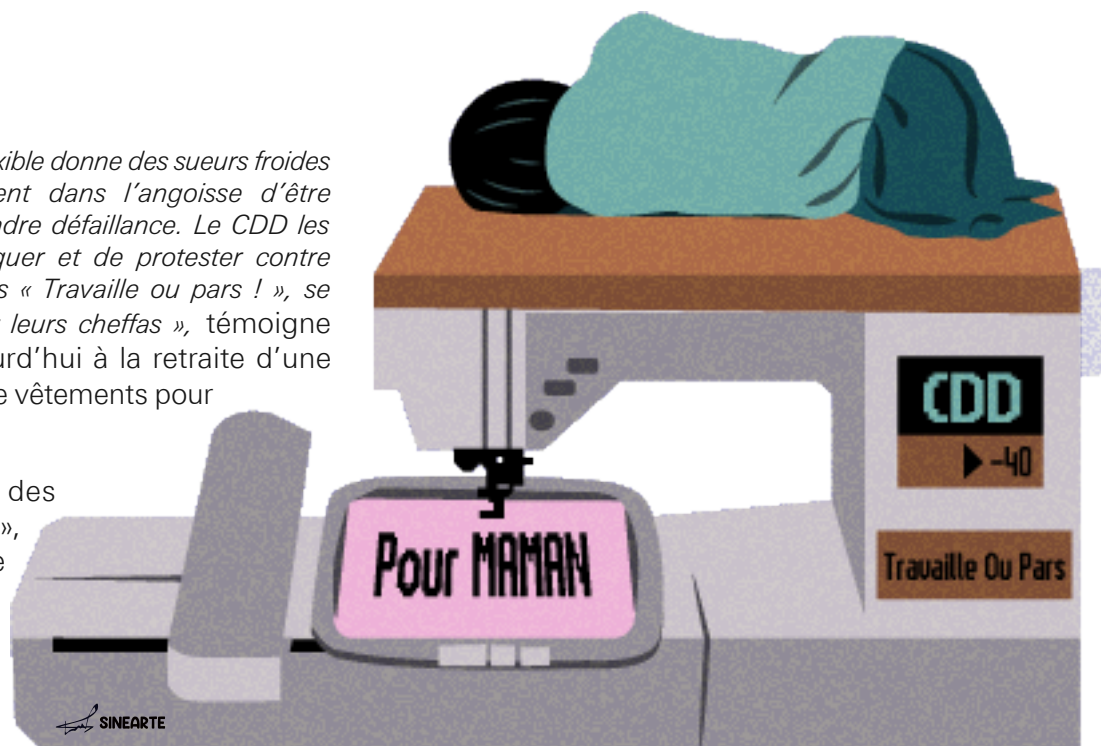 xible donne des sueurs froides
ent dans l'angoisse d'être
ndre défaillance. Le CDD les
quer et de protester contre
s « Travaille ou pars ! », se
leurs cheffas », témoigne
urd'hui à la retraite d'une
e vêtements pour
des
»,
e
CDD
-40
Travaille Ou Pars
Pour MAMAN
SINEARTE